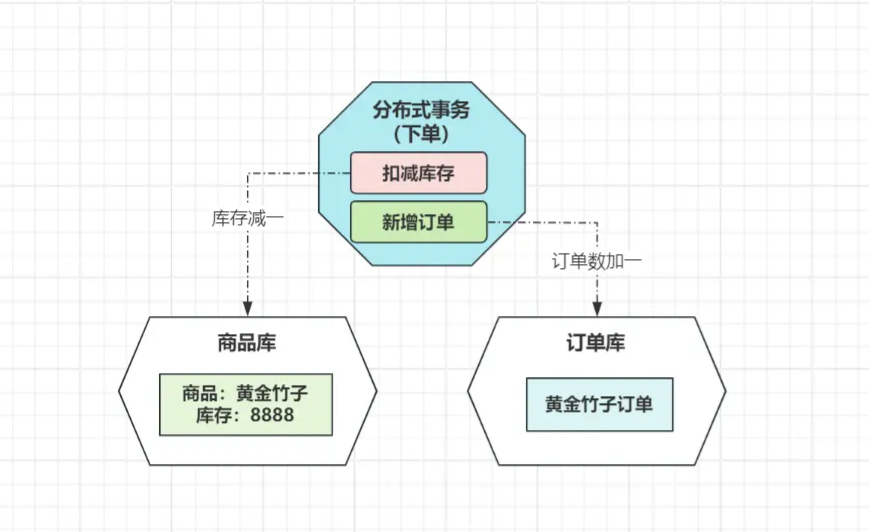 分布式事务
（下单）
扣减库存
库存减一
新增订单
订单数加一
商品库
商品：黄金竹子
库存：8888
订单库
黄金竹子订单